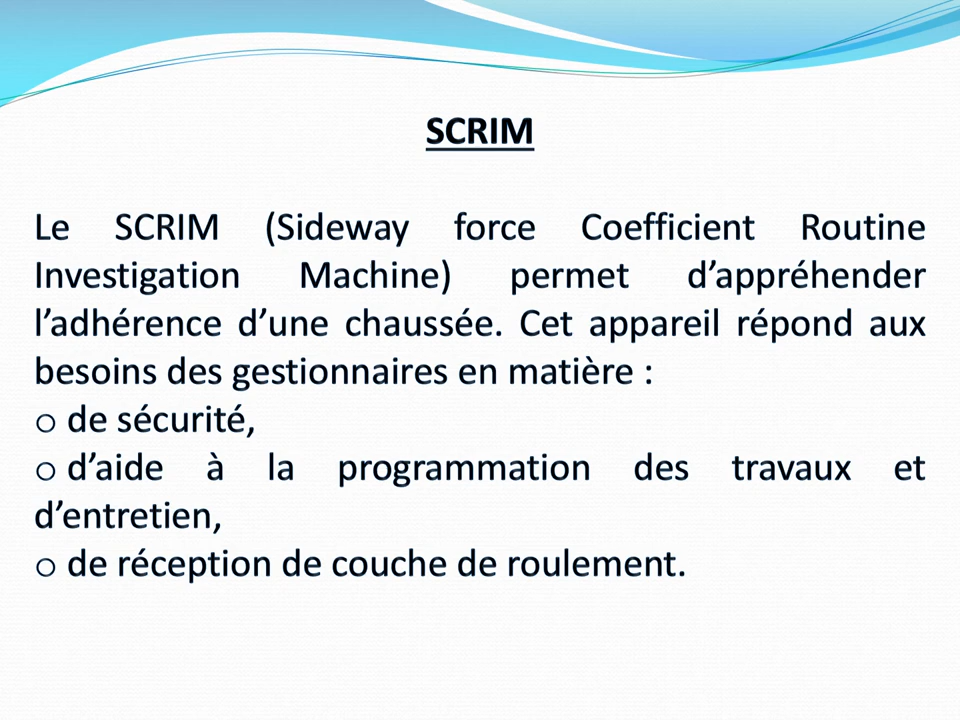 SCRIM
Le SCRIM (Sideway force Coefficient Routine
Investigation Machine) permet d’appréhender
l’adhérence d’une chaussée. Cet appareil répond aux
besoins des gestionnaires en matière :
o de sécurité,
o d’aide à la programmation des travaux et
d’entretien,
o de réception de couche de roulement.